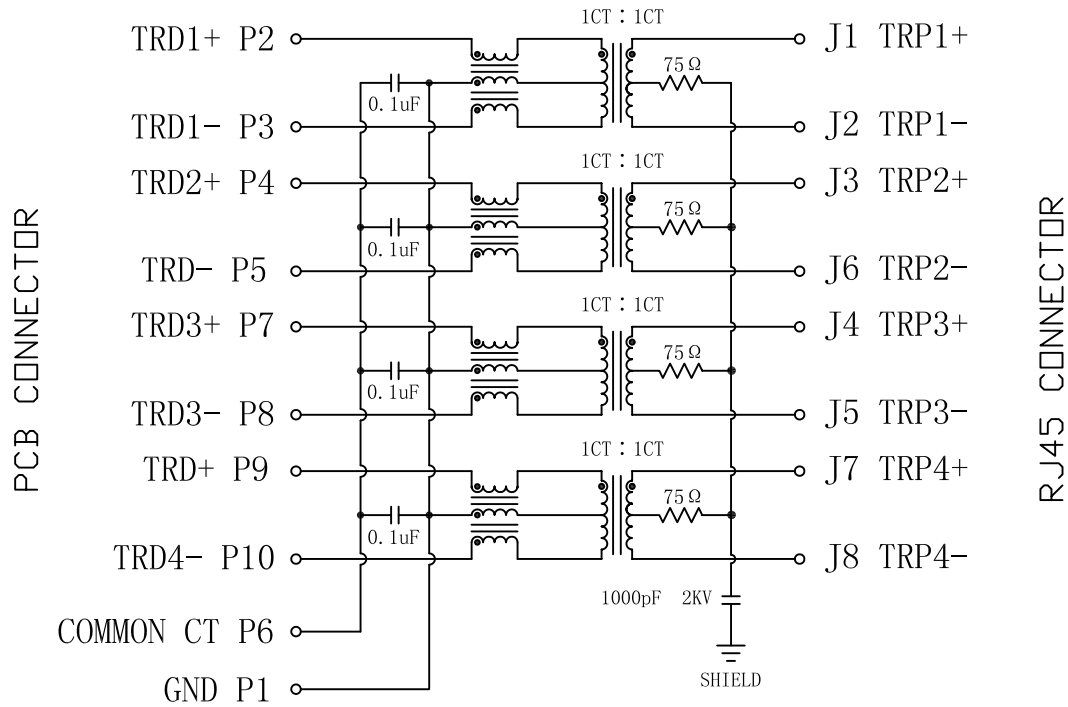 1CT : 1CT
TRD1+ P2
J1 TRP1+
75Ω
0.1uF
TRD1- P3
J2 TRP1-
1CT : 1CT
TRD2+ P4
J3 TRP2+
75Ω
0.1uF
TRD- P5
J6 TRP2-
1CT : 1CT
TRD3+ P7
J4 TRP3+
75Ω
0.1uF
TRD3- P8
J5 TRP3-
1CT : 1CT
TRD+ P9
J7 TRP4+
75Ω
0.1uF
TRD4- P10
J8 TRP4-
1000pF 2KV
COMMON CT P6
SHIELD
GND P1
PCB CONNECTOR
RJ45 CONNECTOR